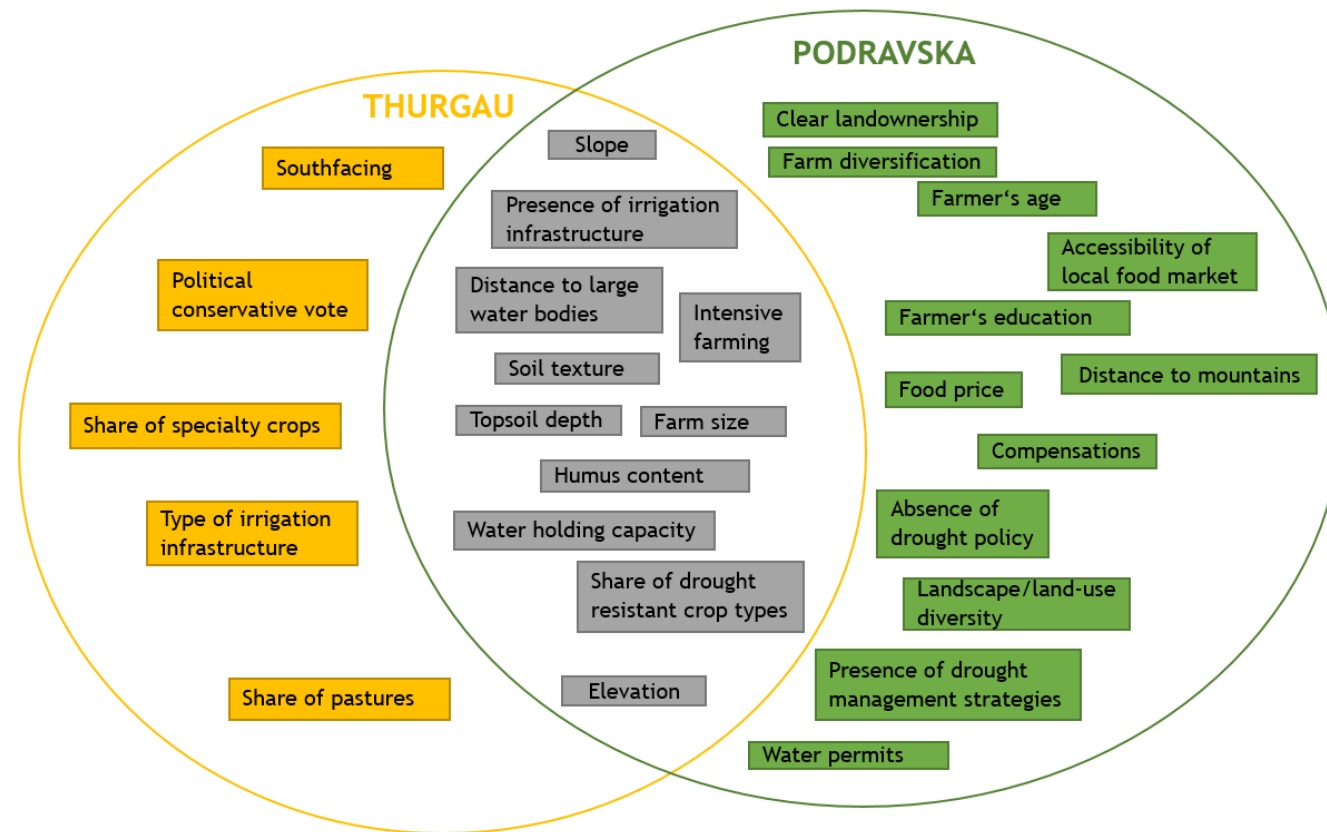 PODRAVSKA
THURGAU
Southfacing
Political
conservative vote
Share of specialty crops
Type of irrigation
infrastructure
Share of pastures
Slope
Presence of irrigation
infrastructure
Distance to large
water bodies
Intensive
farming
Soil texture
Topsoil depth
Farm size
Humus content
Water holding capacity
Share of drought
resistant crop types
Elevation
Clear landownership
Farm diversification
Farmer‘s age
Accessibility of
local food market
Farmer‘s education
Distance to mountains
Food price
Compensations
Absence of
drought policy
Landscape/land-use
diversity
Presence of drought
management strategies
Water permits